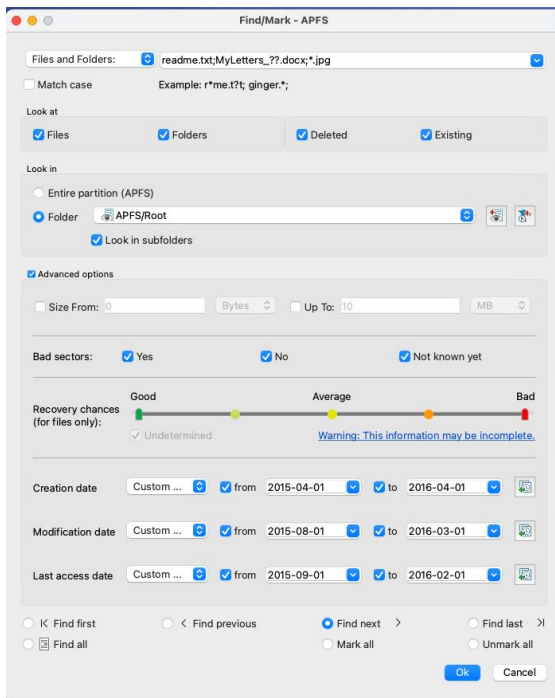 Find/Mark - APFS
Files and Folders: readme.txt;MyLetters_??.docx;*.jpg
Match case Example: r*me.t?t; ginger.*;
Look at
Files Folders Deleted Existing
Look in
Entire partition (APFS)
Folder APFS/Root
Look in subfolders
Advanced options
Size From: 0 Bytes Up To: 10 MB
Bad sectors: Yes No Not known yet
Good Average Bad
Recovery chances
(for files only):
Undetermined Warning: This information may be incomplete.
Creation date Custom ... from 2015-04-01 to 2016-04-01
Modification date Custom ... from 2015-08-01 to 2016-03-01
Last access date Custom ... from 2015-09-01 to 2016-02-01
Find first Find previous Find next Find last
Find all Mark all Unmark all
Ok Cancel